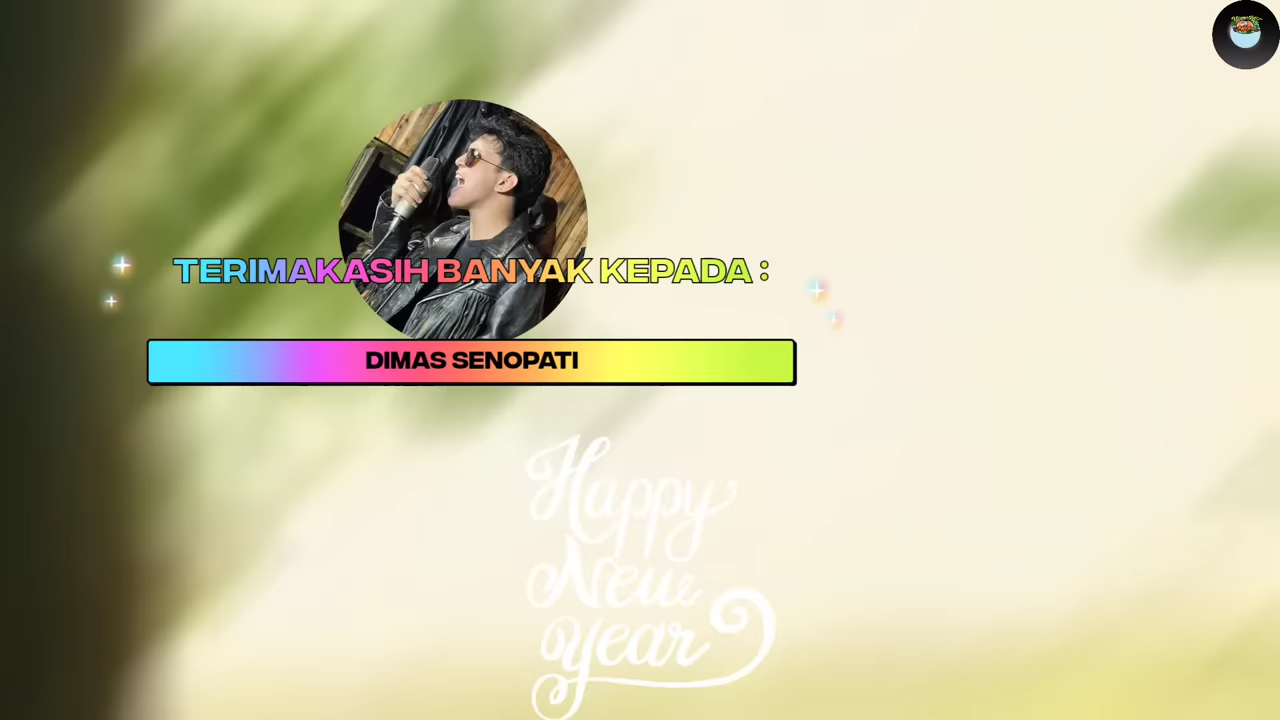 TERIMAKASIH BANYAK KEPADA :
DIMAS SENOPATI
Happy
New
Year